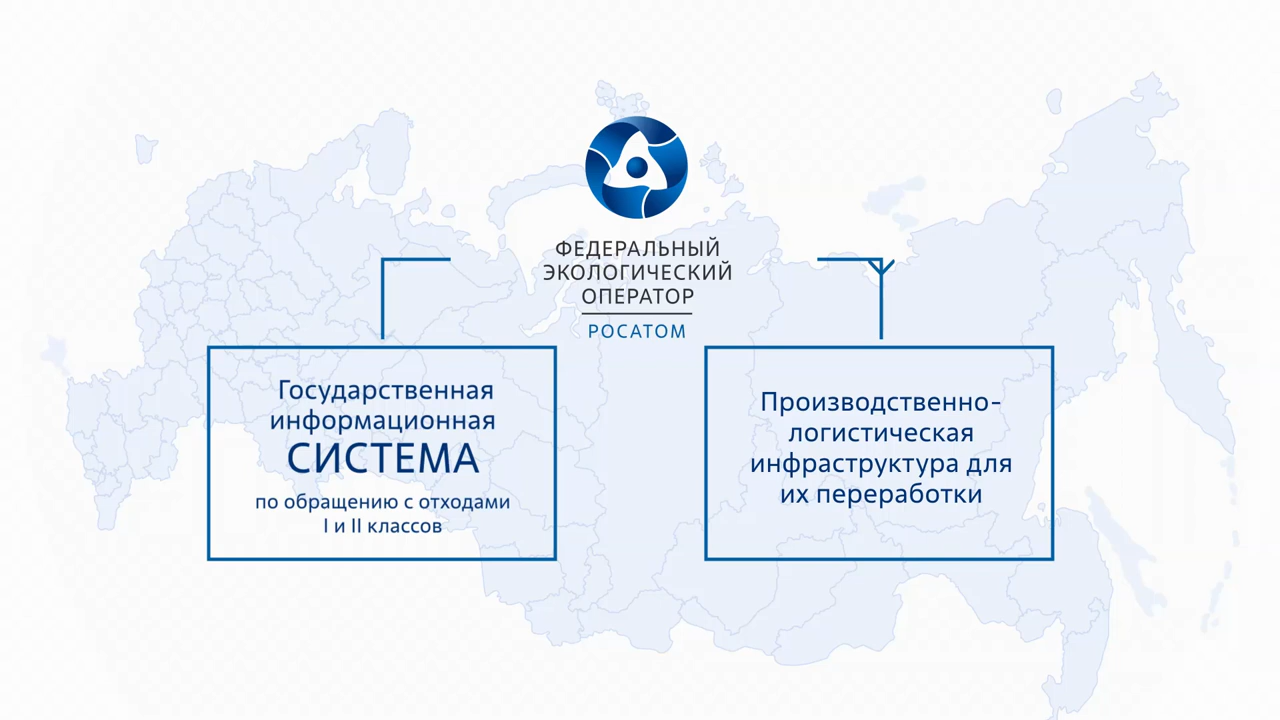 ФЕДЕРАЛЬНЫЙ
ЭКОЛОГИЧЕСКИЙ
ОПЕРАТОР
РОСАТОМ
Государственная
информационная
СИСТЕМА
по обращению с отходами
I и II классов
Производственно-
логистическая
инфраструктура для
их переработки